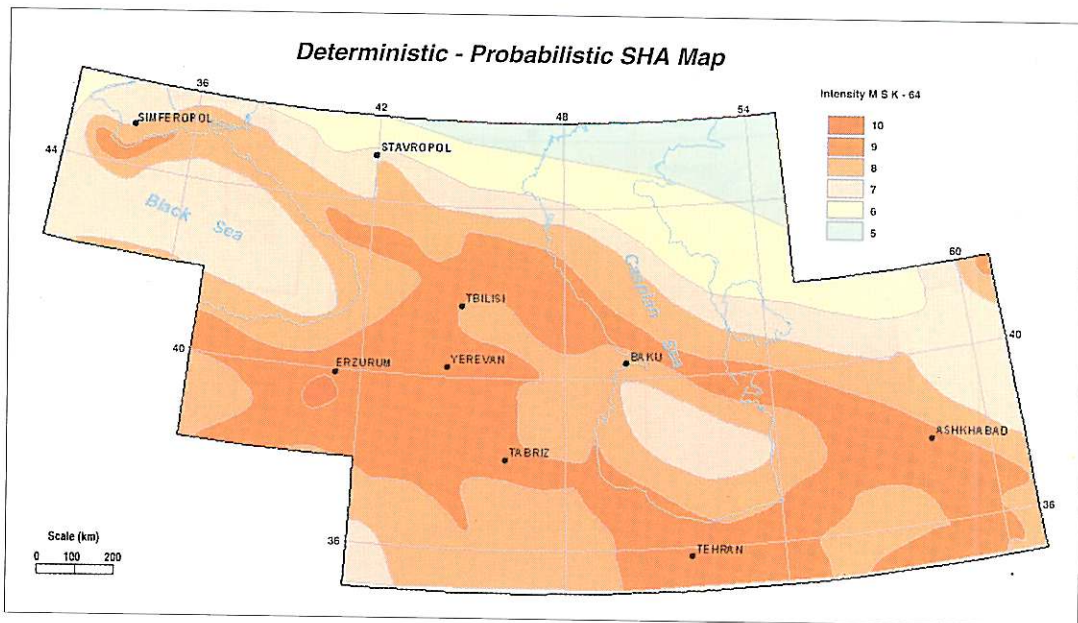 Deterministic - Probabilistic SHA Map
Intensity M S K - 64
10
9
8
7
6
5
36
42
48
54
60
44
40
36
40
36
SIMFEROPOL
STAVROPOL
Black Sea
Caspian Sea
TBILISI
ERZURUM
YEREVAN
BAKU
ASHKHABAD
TABRIZ
TEHRAN
Scale (km)
0 100 200